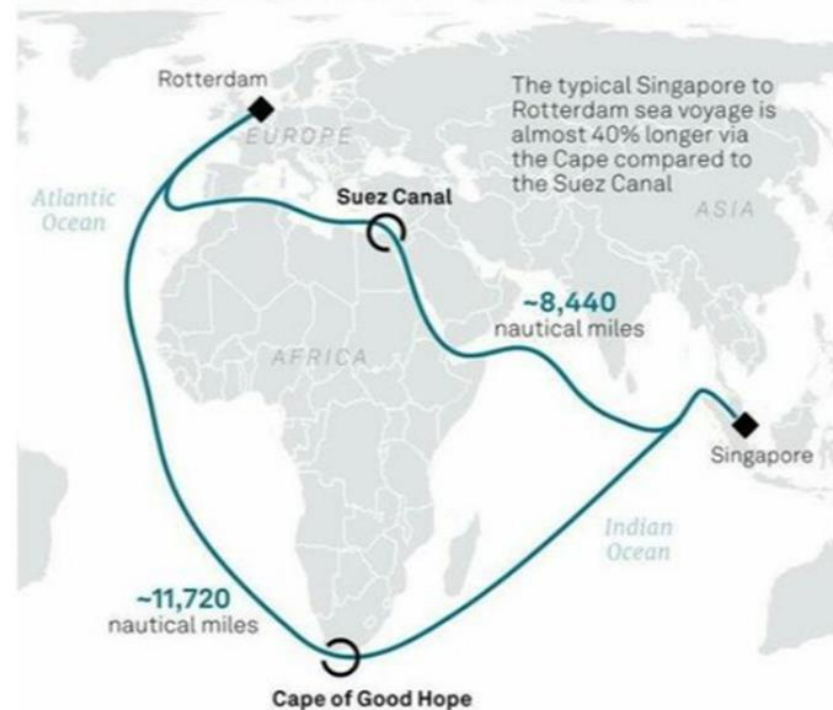 Rotterdam
The typical Singapore to
Rotterdam sea voyage is
almost 40% longer via
the Cape compared to
the Suez Canal
EUROPE
Atlantic
Ocean
Suez Canal
ASIA
~8,440
nautical miles
AFRICA
Singapore
Indian
Ocean
~11,720
nautical miles
Cape of Good Hope